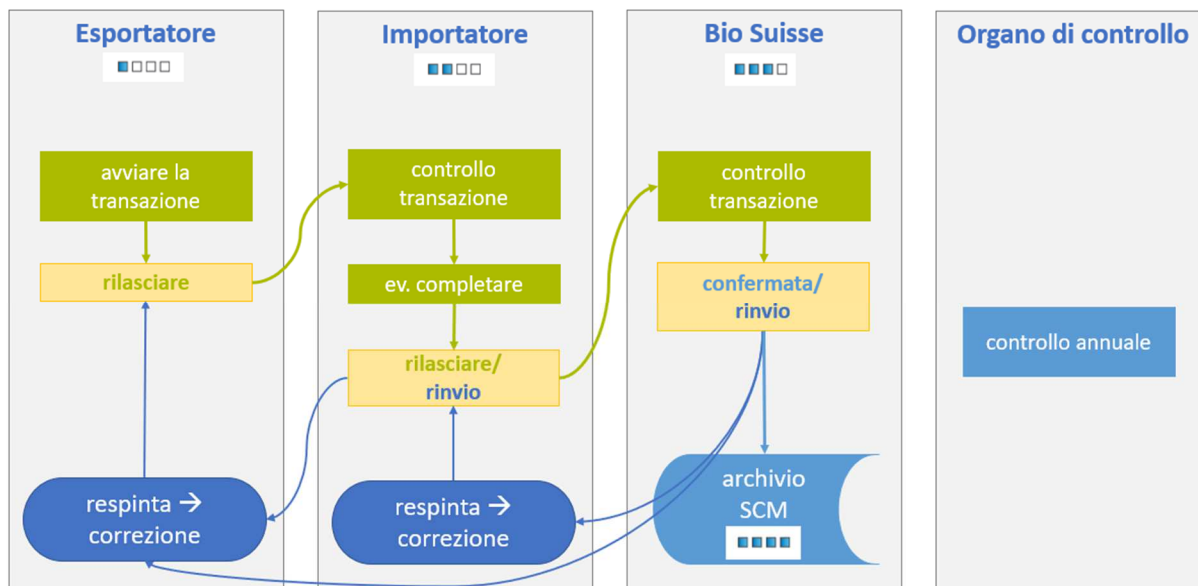 Esportatore
avviare la
transazione
rilasciare
respinta →
correzione
Importatore
controllo
transazione
ev. completare
rilasciare/
rinvio
respinta →
correzione
Bio Suisse
controllo
transazione
confermata/
rinvio
archivio
SCM
Organo di controllo
controllo annuale